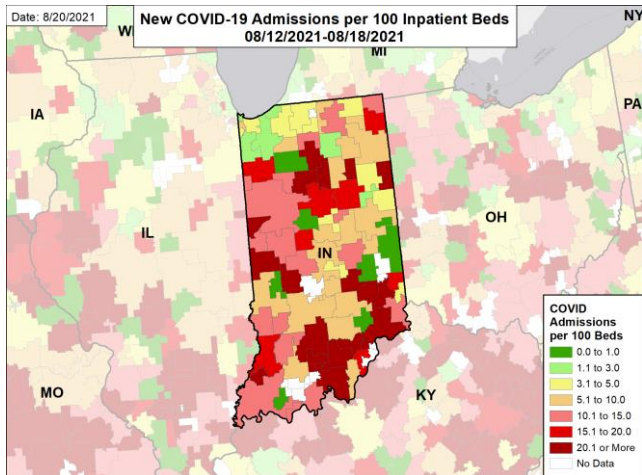 Date: 8/20/2021
New COVID-19 Admissions per 100 Inpatient Beds
08/12/2021-08/18/2021
WI
MI
NY
IA
PA
IL
IN
OH
MO
KY
COVID
Admissions
per 100 Beds
0.0 to 1.0
1.1 to 3.0
3.1 to 5.0
5.1 to 10.0
10.1 to 15.0
15.1 to 20.0
20.1 or More
No Data